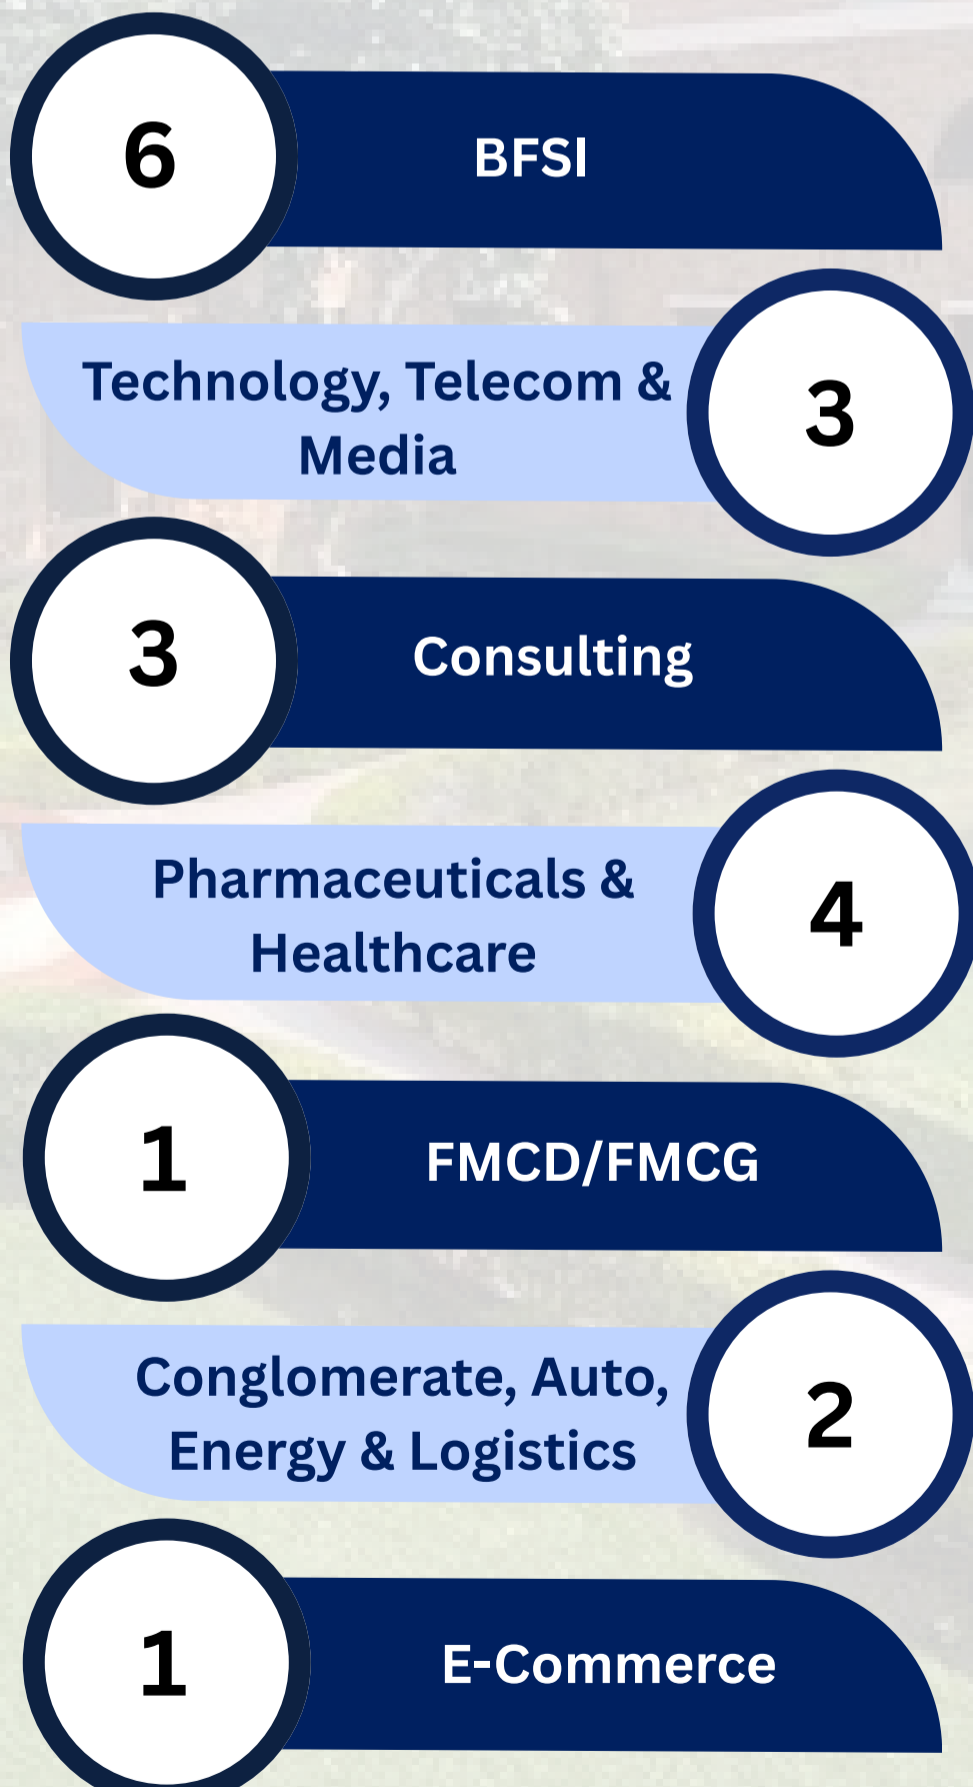 6
BFSI
Technology, Telecom &
Media
3
3
Consulting
Pharmaceuticals &
Healthcare
4
1
FMCD/FMCG
Conglomerate, Auto,
Energy & Logistics
2
1
E-Commerce